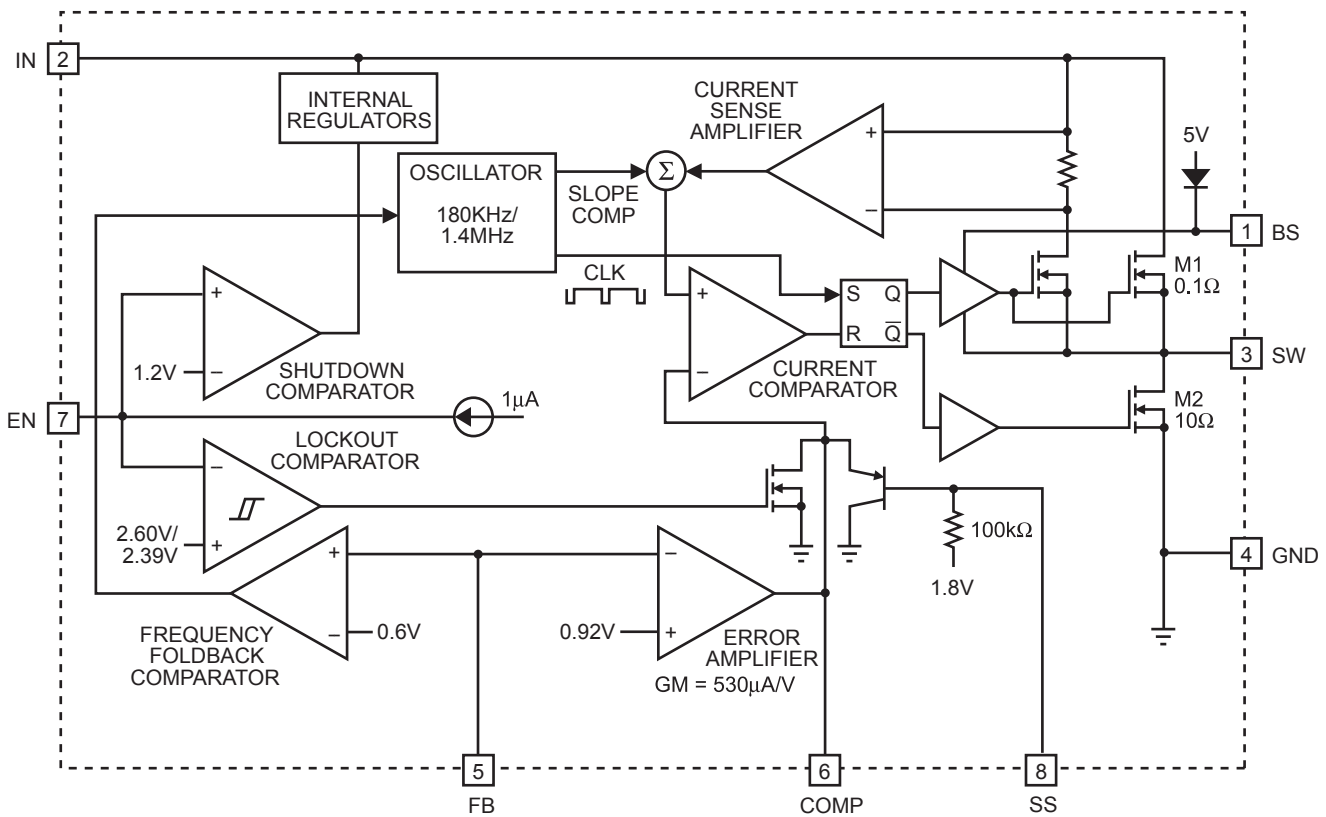 IN
2
INTERNAL
REGULATORS
CURRENT
SENSE
AMPLIFIER
+
−
5V
OSCILLATOR
180KHz/
1.4MHz
SLOPE
COMP
Σ
1
BS
CLK
S
Q
R
Q̅
M1
0.1Ω
+
−
1.2V
SHUTDOWN
COMPARATOR
+
−
CURRENT
COMPARATOR
3
SW
EN
7
1μA
M2
10Ω
LOCKOUT
COMPARATOR
−
+
2.60V/
2.39V
100kΩ
1.8V
4
GND
+
−
0.6V
FREQUENCY
FOLDBACK
COMPARATOR
−
+
0.92V
ERROR
AMPLIFIER
GM = 530μA/V
5
FB
6
COMP
8
SS